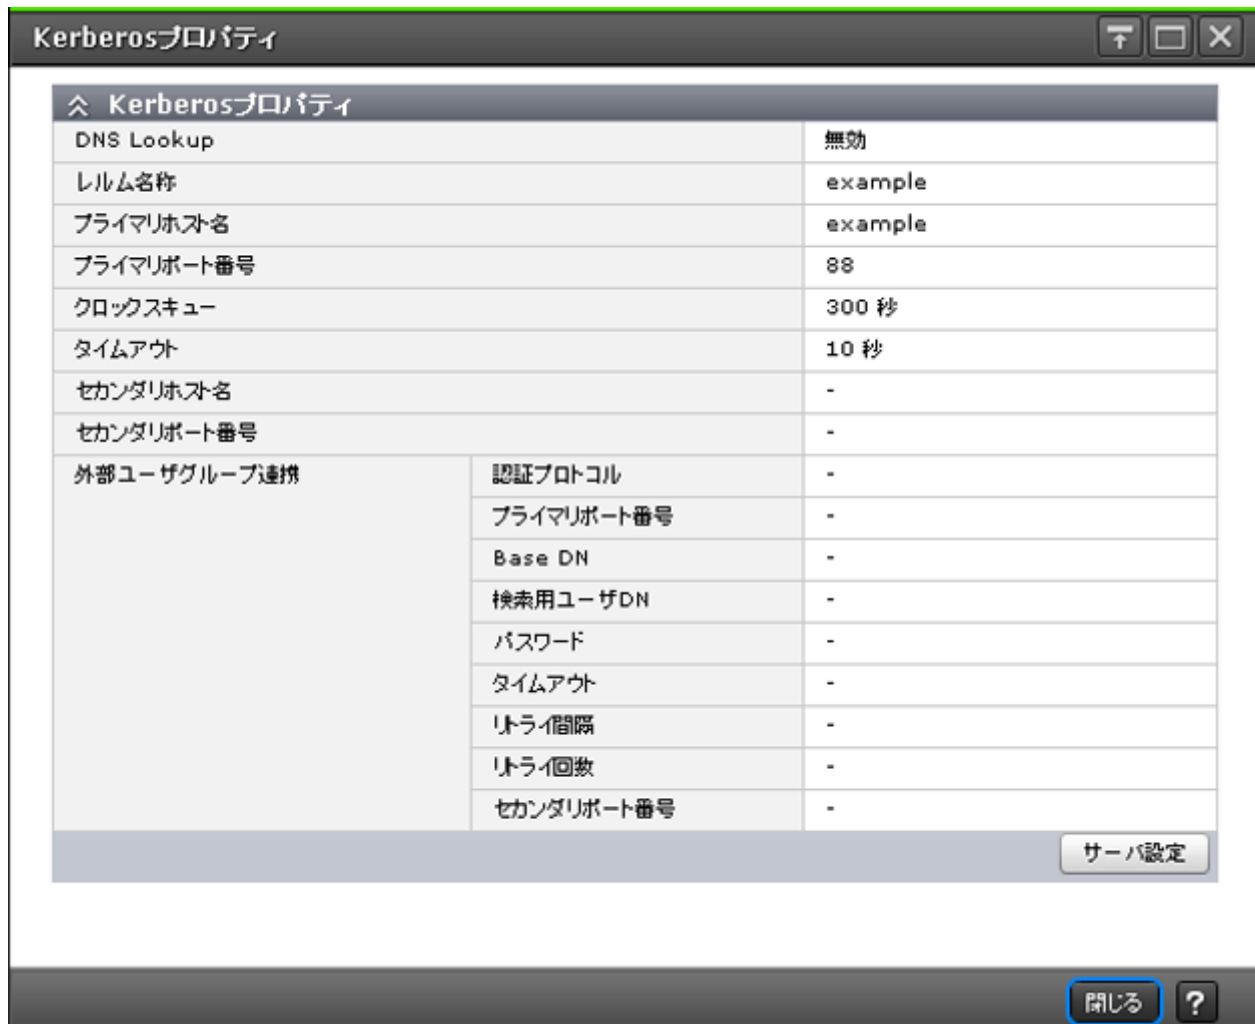 Kerberosプロパティ
Kerberosプロパティ
DNS Lookup 無効
レルム名称 example
プライマリホスト名 example
プライマリポート番号 88
クロックスキュー 300 秒
タイムアウト 10 秒
セカンダリホスト名 -
セカンダリポート番号 -
外部ユーザグループ連携 認証プロトコル -
プライマリポート番号 -
Base DN -
検索用ユーザDN -
パスワード -
タイムアウト -
リトライ間隔 -
リトライ回数 -
セカンダリポート番号 -
サーバ設定
閉じる ?